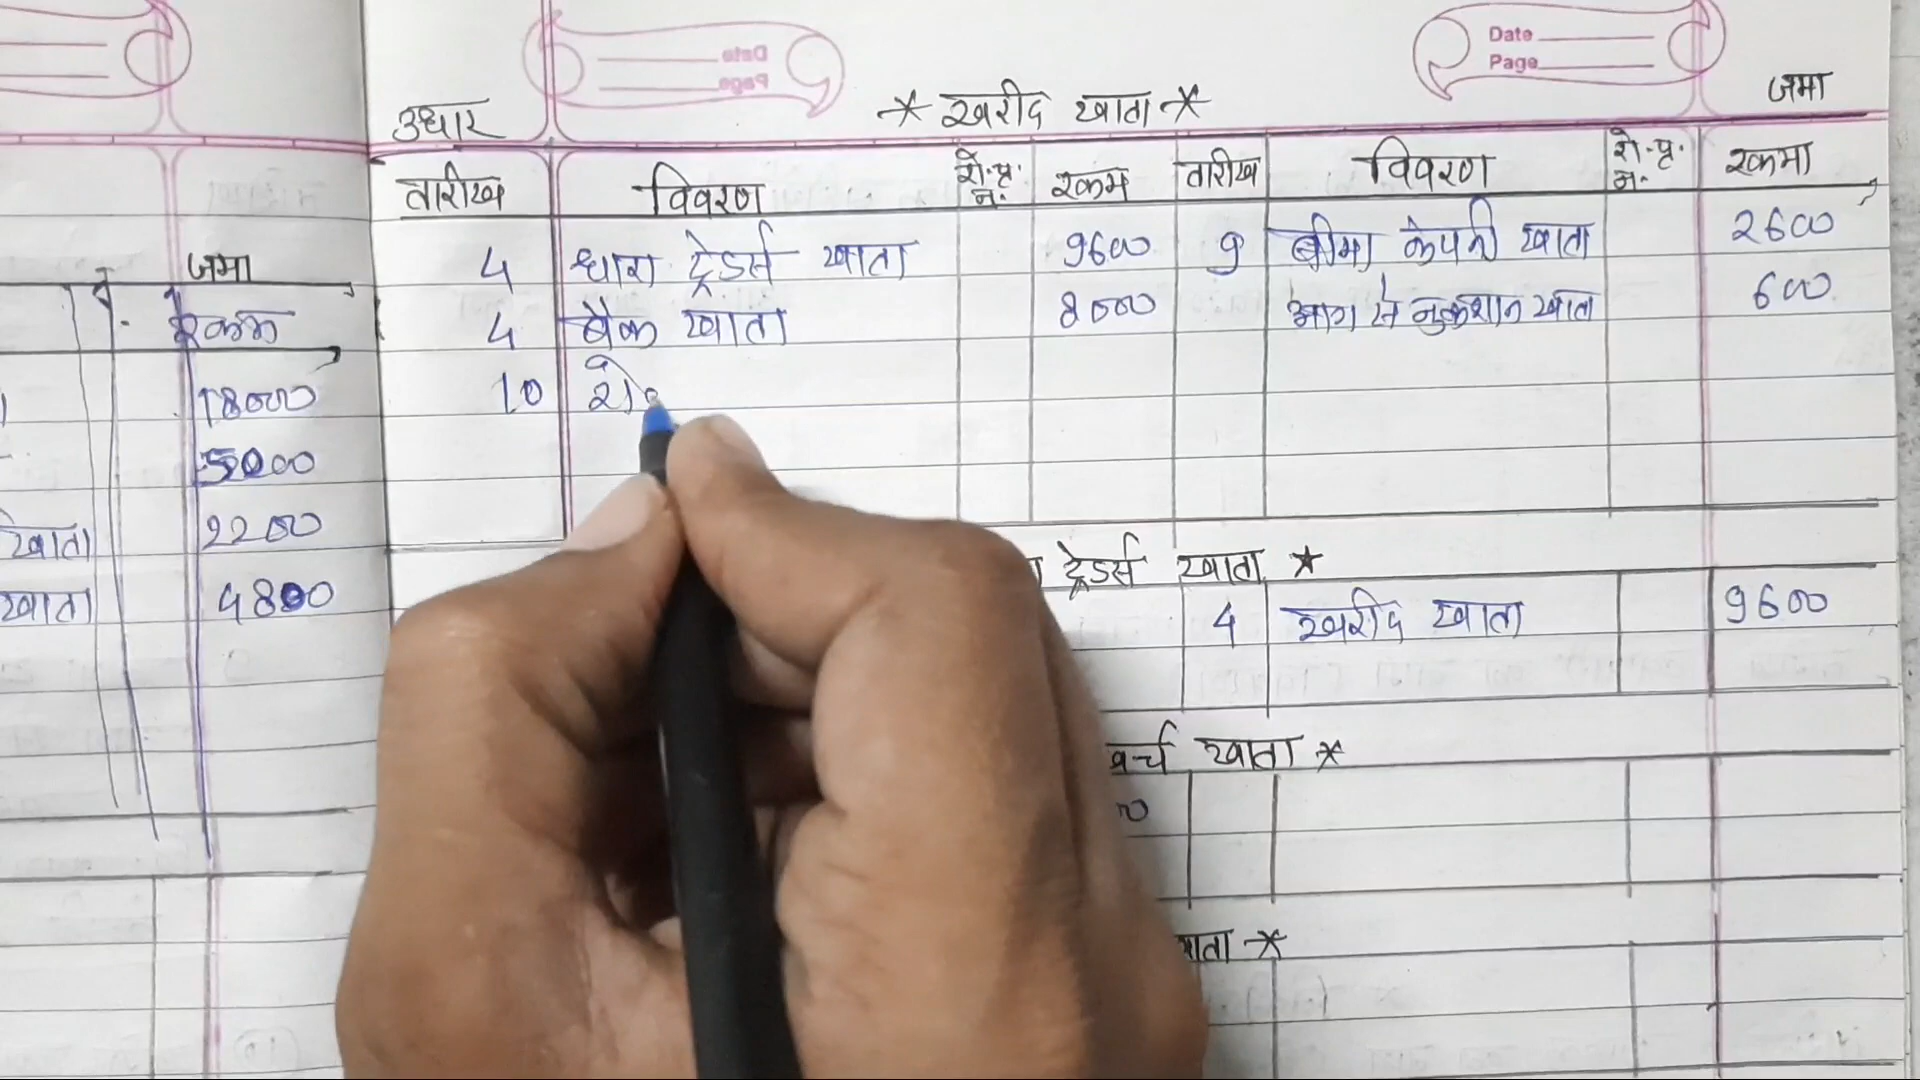 Date
Page
जमा
उधार
* खरीद खाता *
तारीख विवरण रो.पृ.न. रकम तारीख विवरण रो.पृ.न. रकमा
4 धारा ट्रेडर्स खाता 9600 9 बीमा कंपनी खाता 2600
4 बैंक खाता 8000 आग से नुकशान खाता 600
10 रो
ट्रेडर्स खाता *
4 खरीद खाता 9600
खाता *
जमा
रकम
18000
5000
2200
खाता 4800